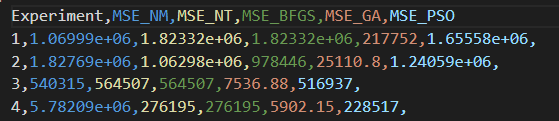 Experiment,MSE_NM,MSE_NT,MSE_BFGS,MSE_GA,MSE_PSO
1,1.06999e+06,1.82332e+06,1.82332e+06,217752,1.65558e+06,
2,1.82769e+06,1.06298e+06,978446,25110.8,1.24059e+06,
3,540315,564507,564507,7536.88,516937,
4,5.78209e+06,276195,276195,5902.15,228517,